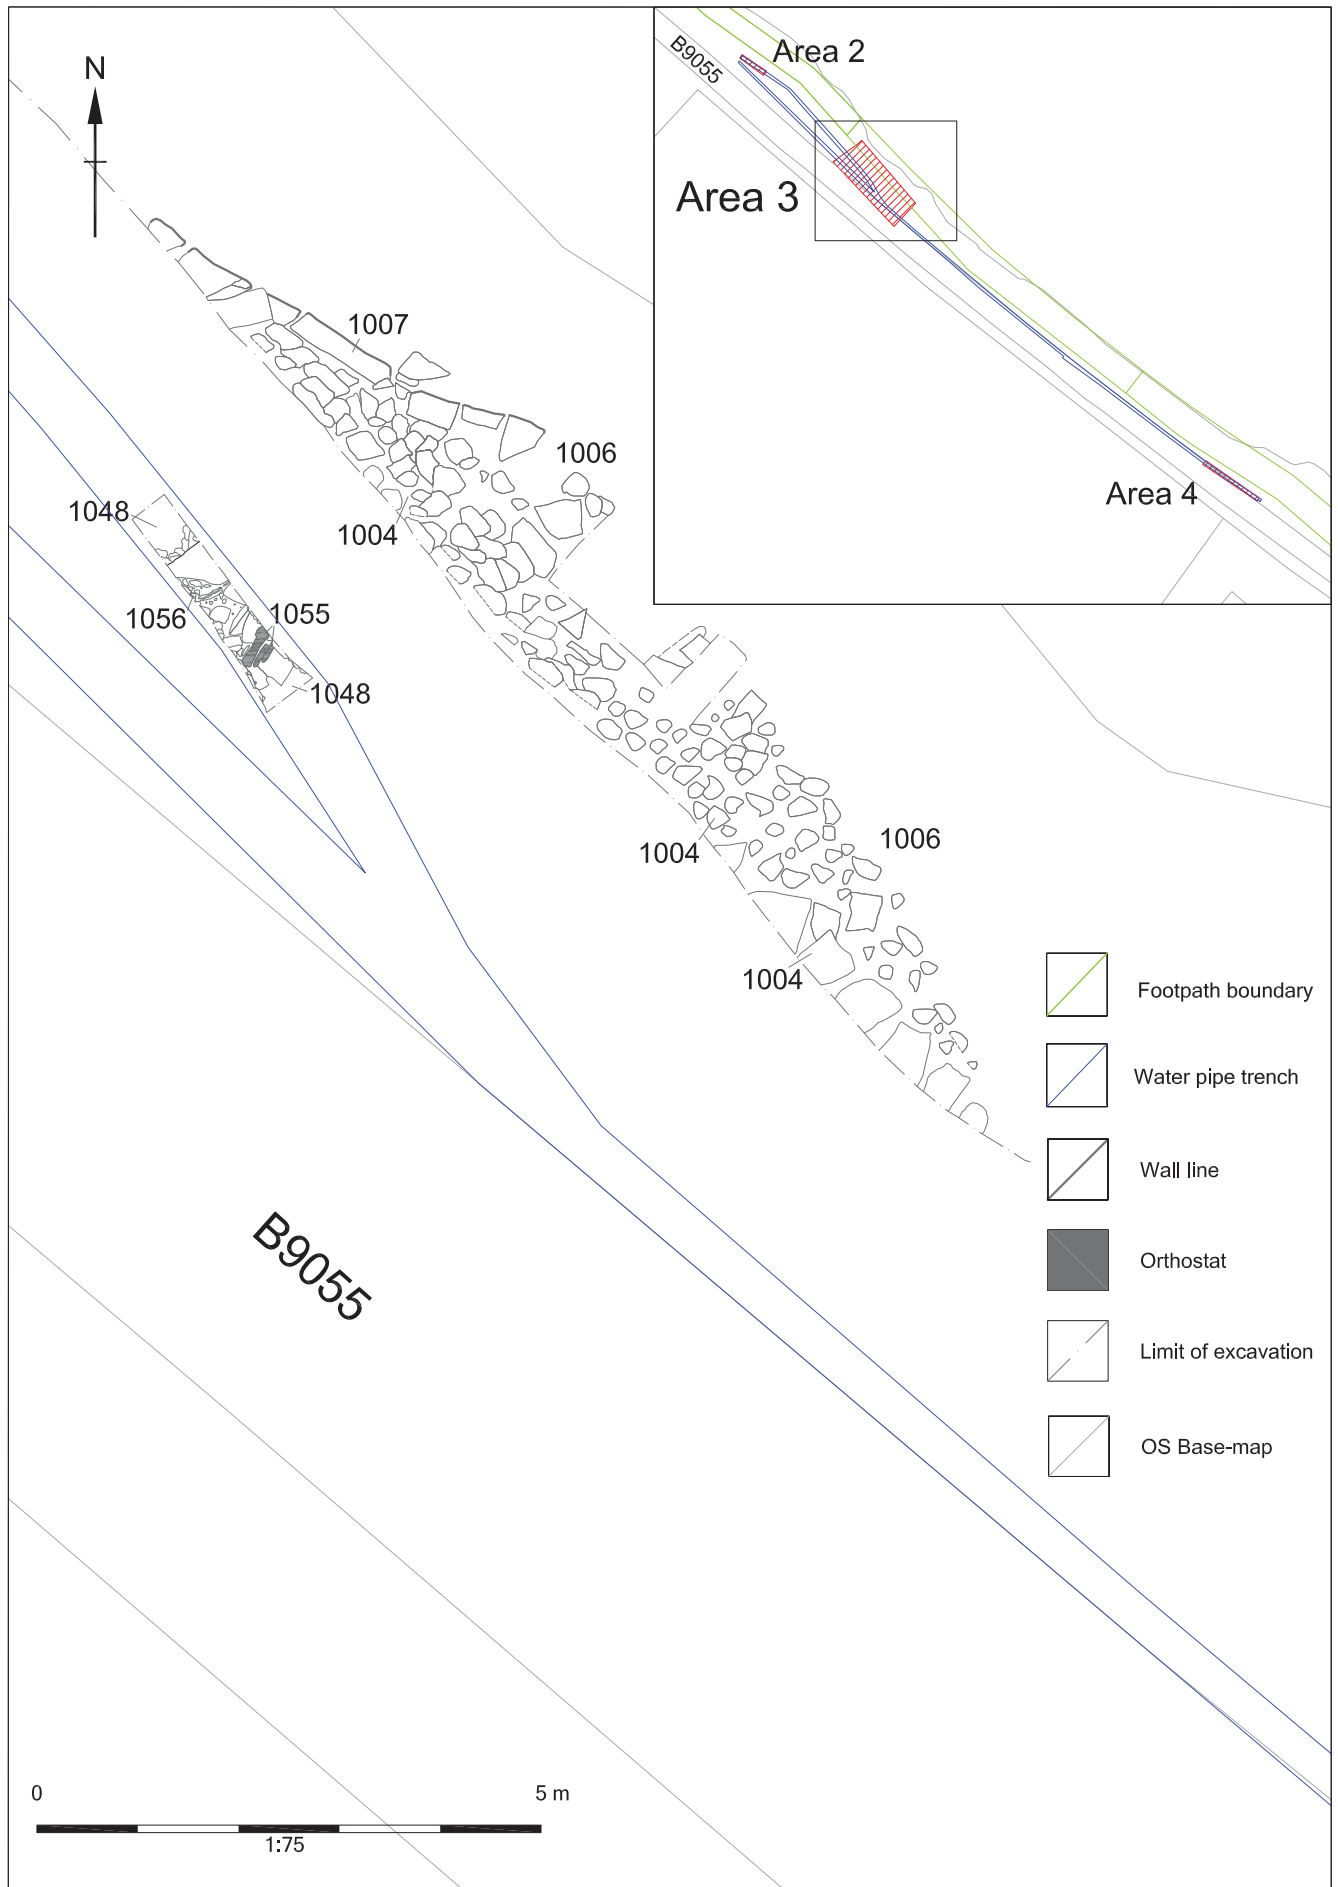 N
B9055
Area 2
Area 3
Area 4
1007
1006
1004
1048
1056
1055
1048
1004
1006
1004
Footpath boundary
Water pipe trench
Wall line
Orthostat
Limit of excavation
OS Base-map
B9055
0
5 m
1:75